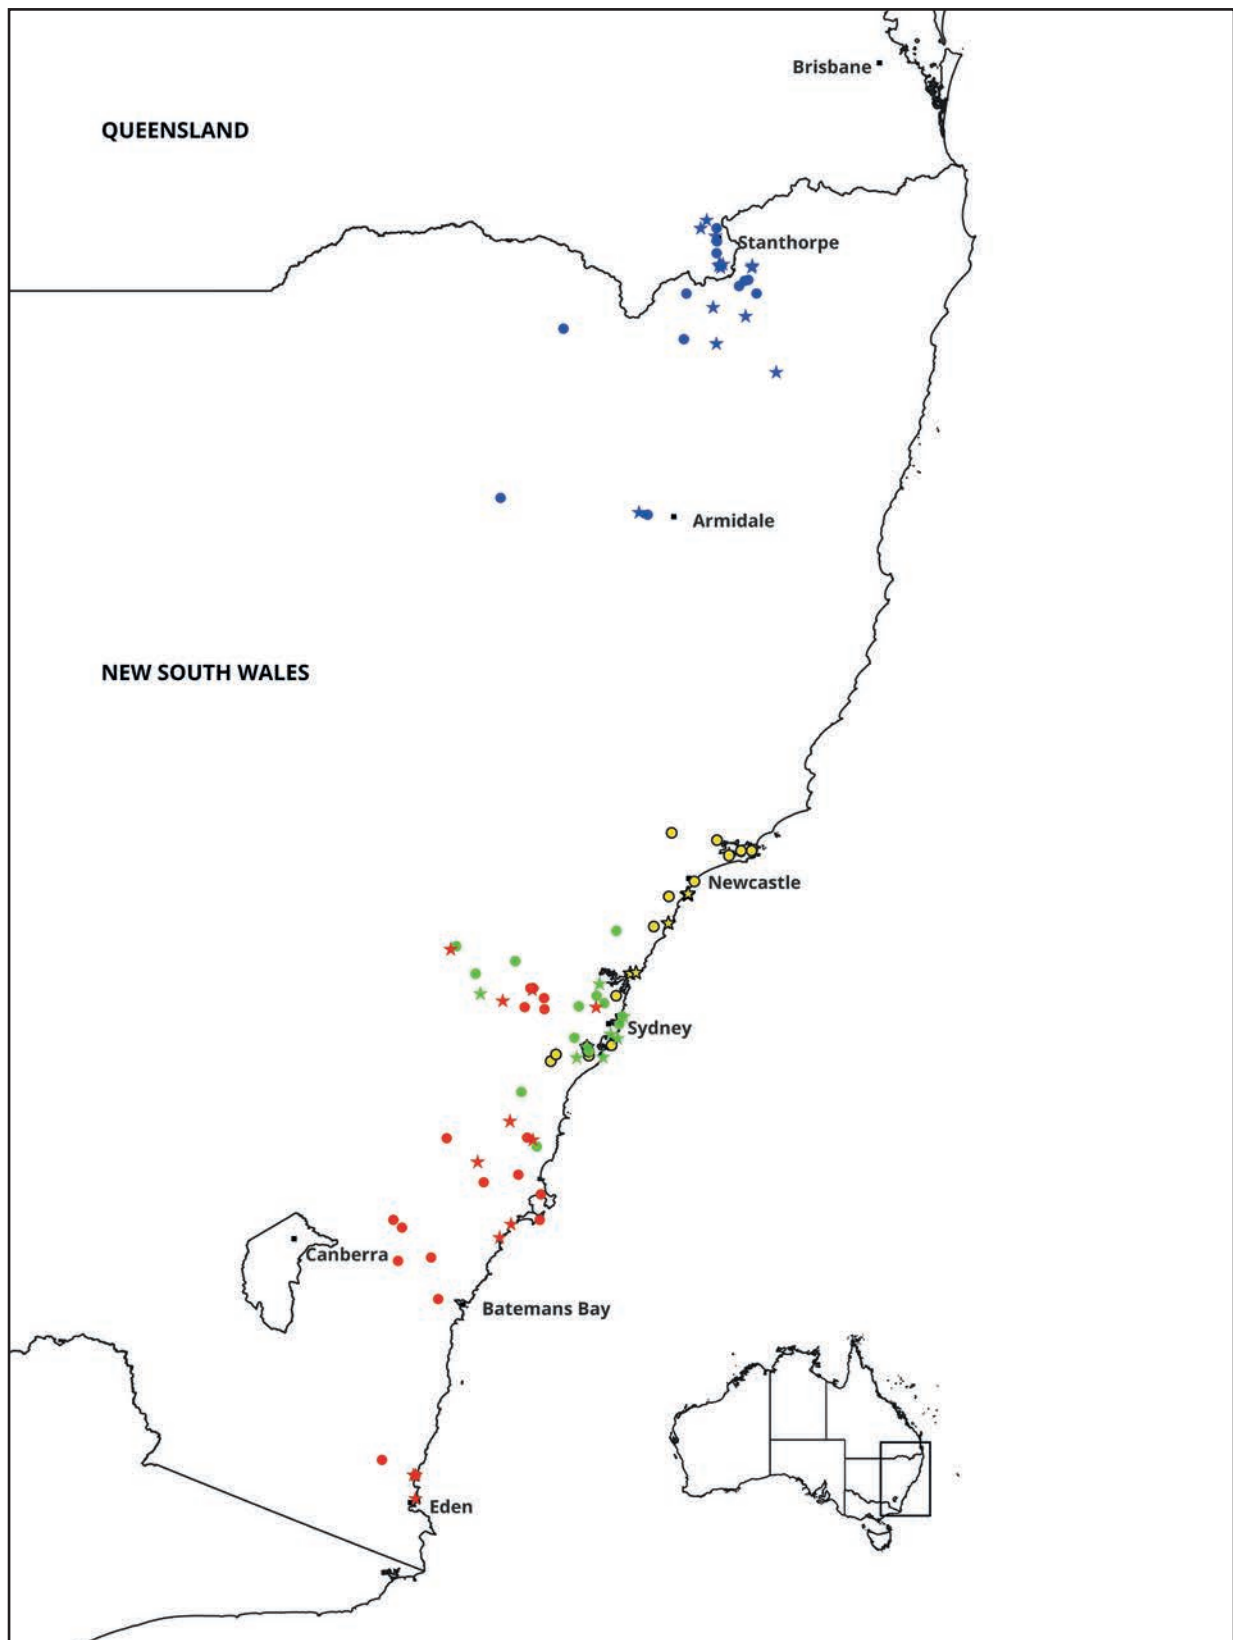 Brisbane
QUEENSLAND
Stanthorpe
Armidale
NEW SOUTH WALES
Newcastle
Sydney
Canberra
Batemans Bay
Eden